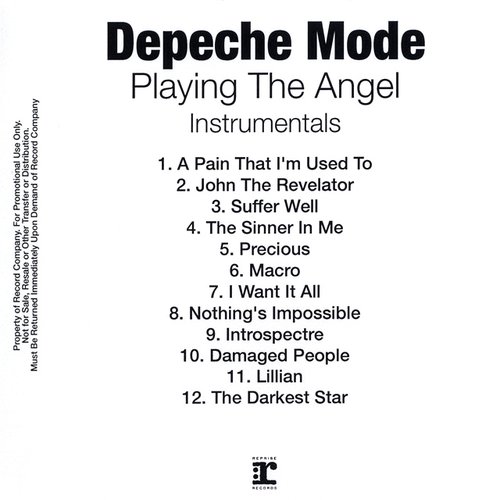 Depeche Mode
Playing The Angel
Instrumentals
1. A Pain That I'm Used To
2. John The Revelator
3. Suffer Well
4. The Sinner In Me
5. Precious
6. Macro
7. I Want It All
8. Nothing's Impossible
9. Introspectre
10. Damaged People
11. Lillian
12. The Darkest Star
Property of Record Company. For Promotional Use Only.
Not for Sale, Resale or Other Transfer or Distribution.
Must Be Returned Immediately Upon Demand of Record Company
REPRISE
r
RECORDS